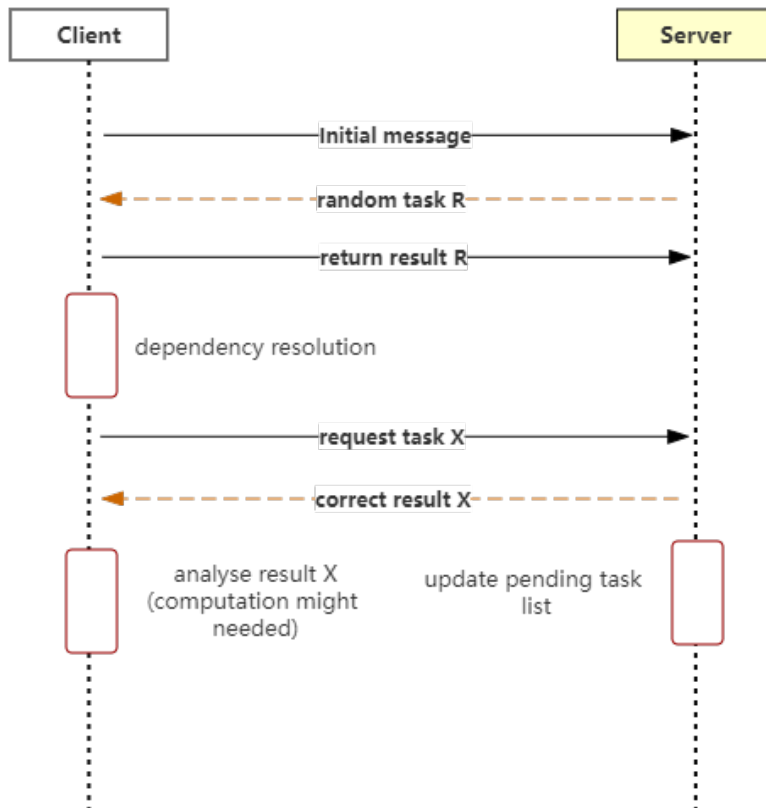 Client
Server
Initial message
random task R
return result R
dependency resolution
request task X
correct result X
analyse result X
(computation might
needed)
update pending task
list